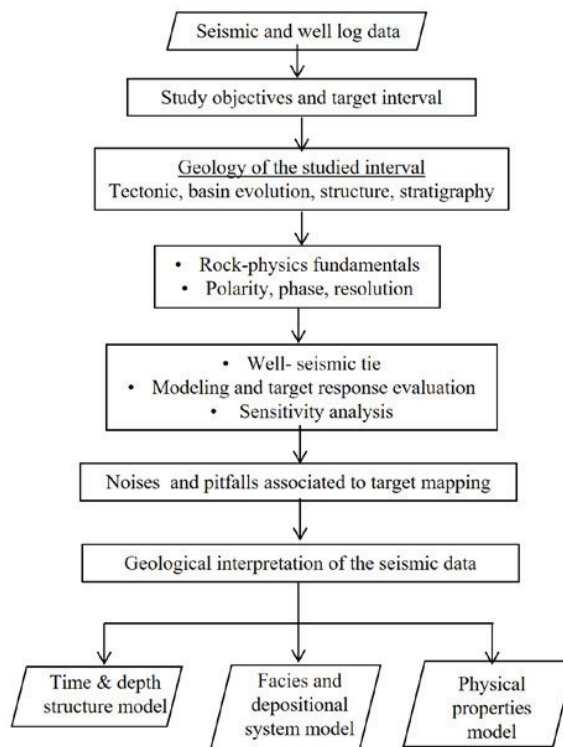 Seismic and well log data
Study objectives and target interval
Geology of the studied interval
Tectonic, basin evolution, structure, stratigraphy
• Rock-physics fundamentals
• Polarity, phase, resolution
• Well- seismic tie
• Modeling and target response evaluation
• Sensitivity analysis
Noises and pitfalls associated to target mapping
Geological interpretation of the seismic data
Time & depth
structure model
Facies and
depositional
system model
Physical
properties
model